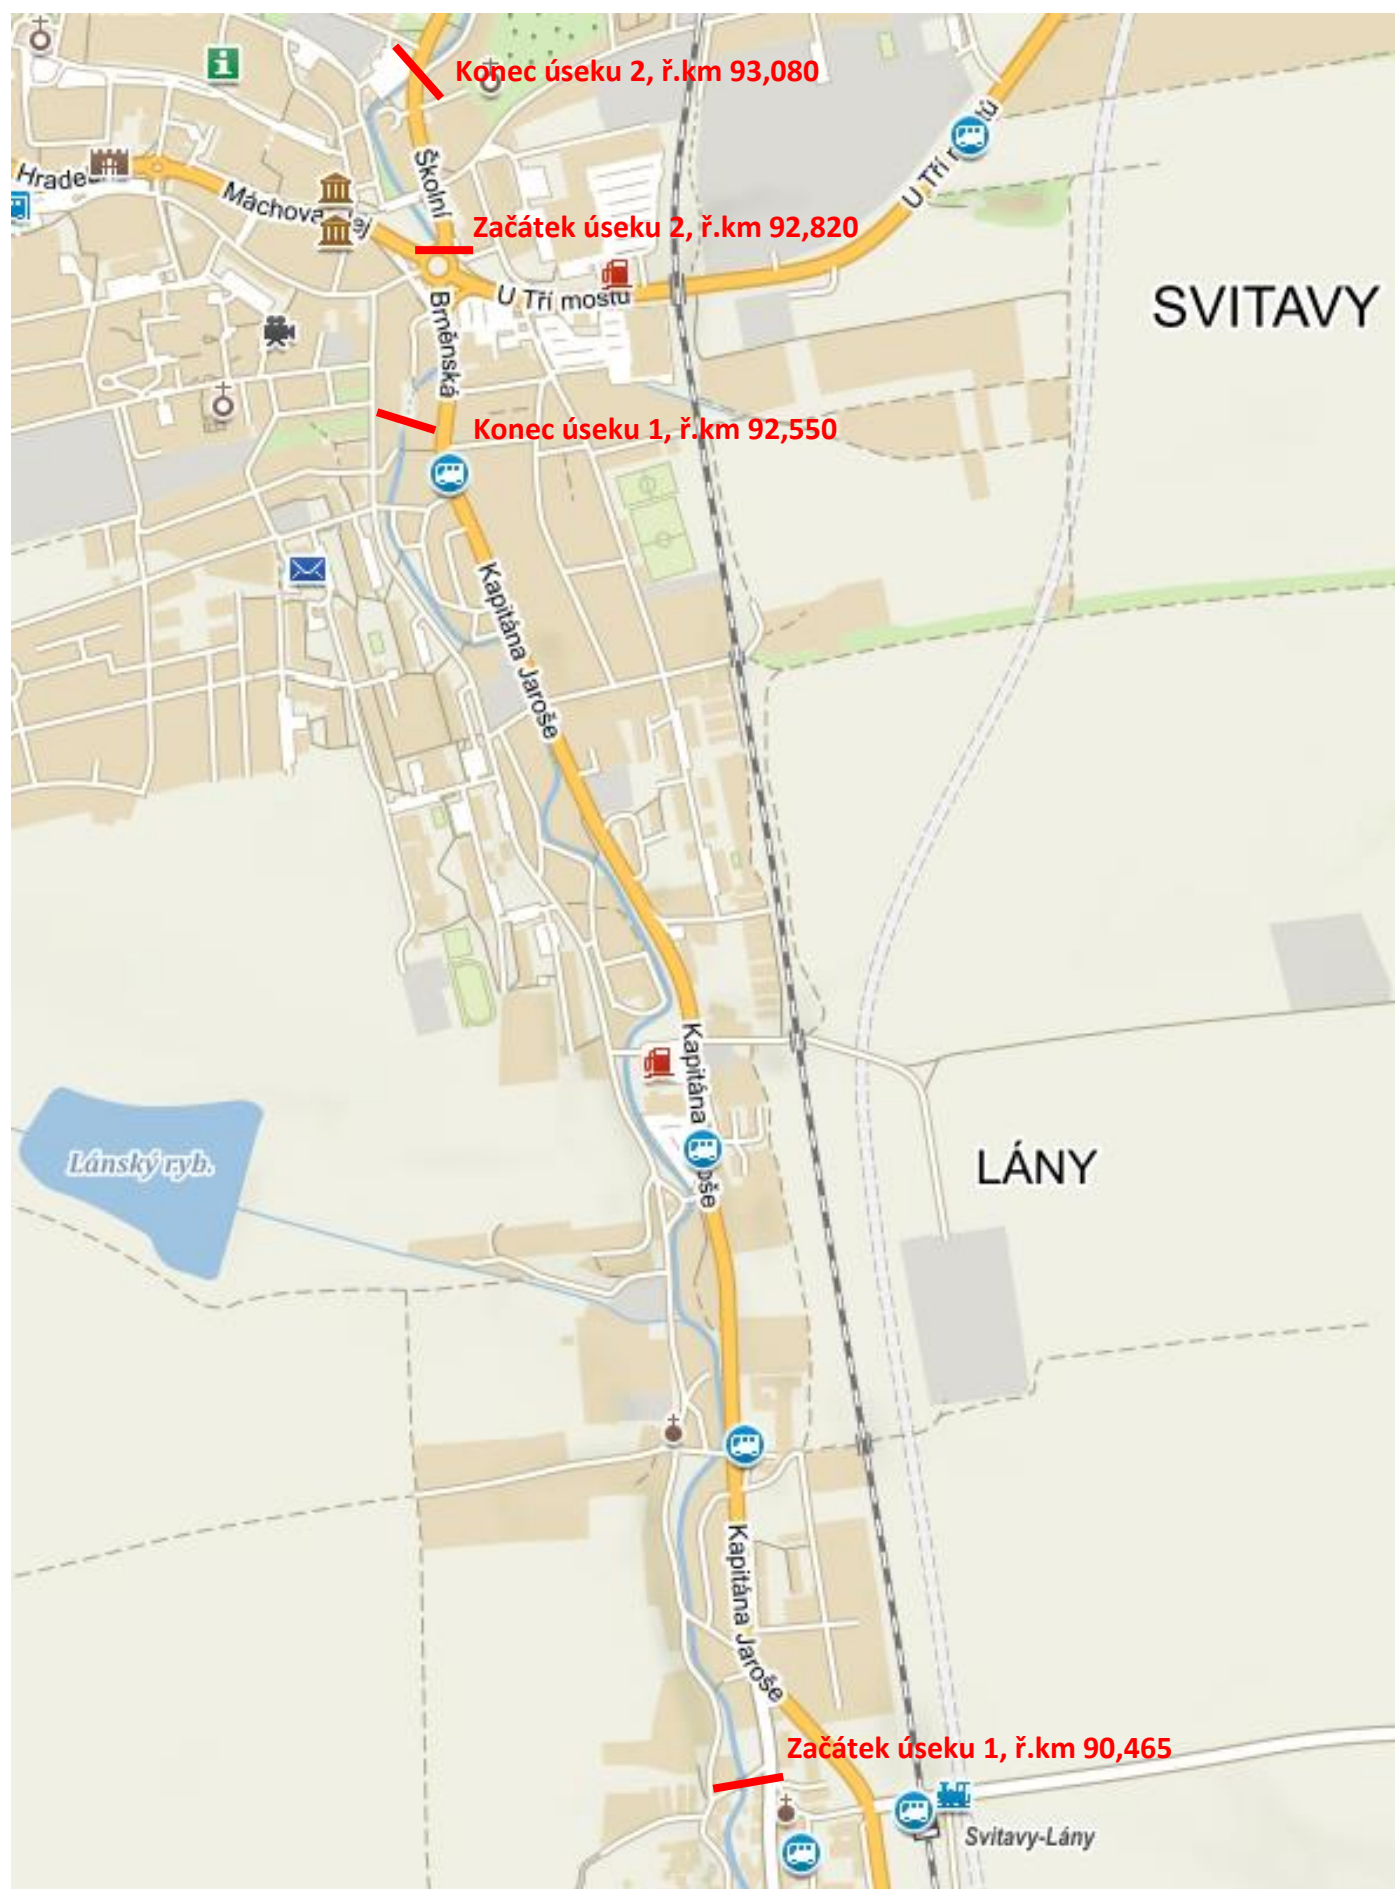 Konec úseku 2, ř.km 93,080
Školní
Máchova
Začátek úseku 2, ř.km 92,820
U Tří mostů
Brněnská
SVITAVY
Konec úseku 1, ř.km 92,550
Kapitána Jaroše
Kapitána
Lánský ryb.
LÁNY
Kapitána Jaroše
Začátek úseku 1, ř.km 90,465
Svitavy-Lány